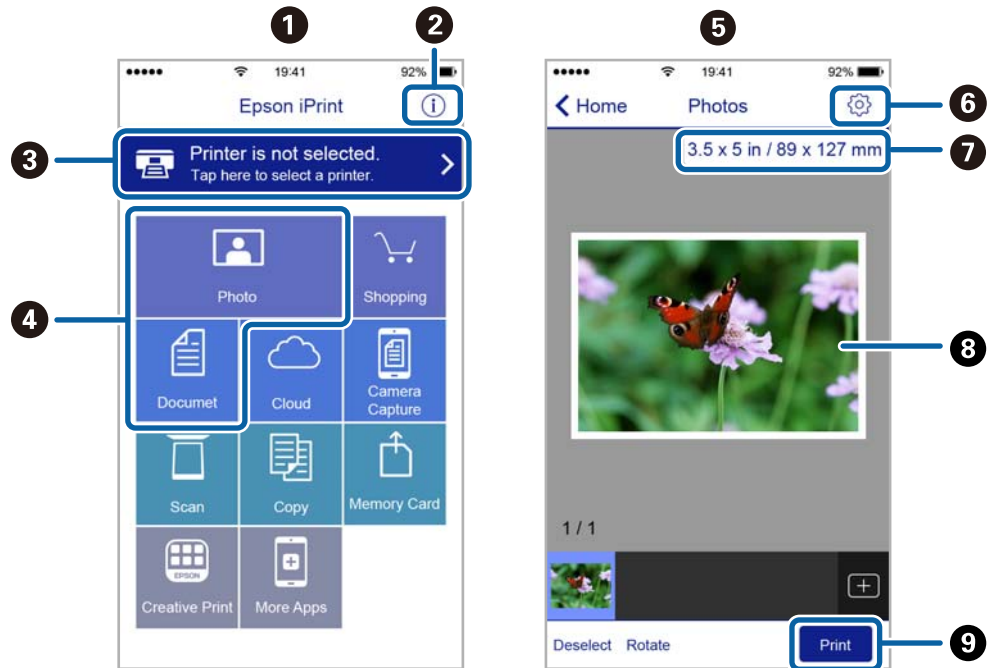 1
2
19:41
92%
Epson iPrint
3
Printer is not selected.
Tap here to select a printer.
4
Photo
Shopping
Documet
Cloud
Camera
Capture
Scan
Copy
Memory Card
EPSON
Creative Print
More Apps
5
19:41
92%
Home
Photos
6
7
3.5 x 5 in / 89 x 127 mm
8
1 / 1
Deselect
Rotate
Print
9